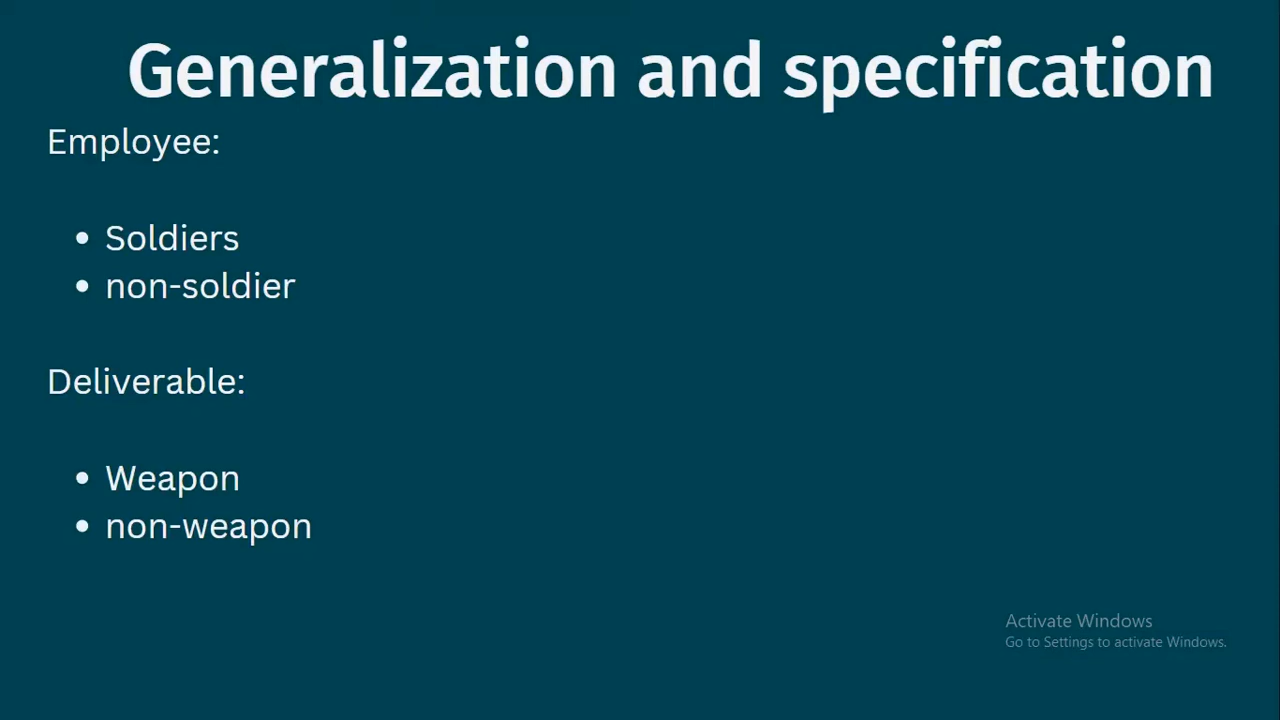 Generalization and specification
Employee:
• Soldiers
• non-soldier
Deliverable:
• Weapon
• non-weapon
Activate Windows
Go to Settings to activate Windows.